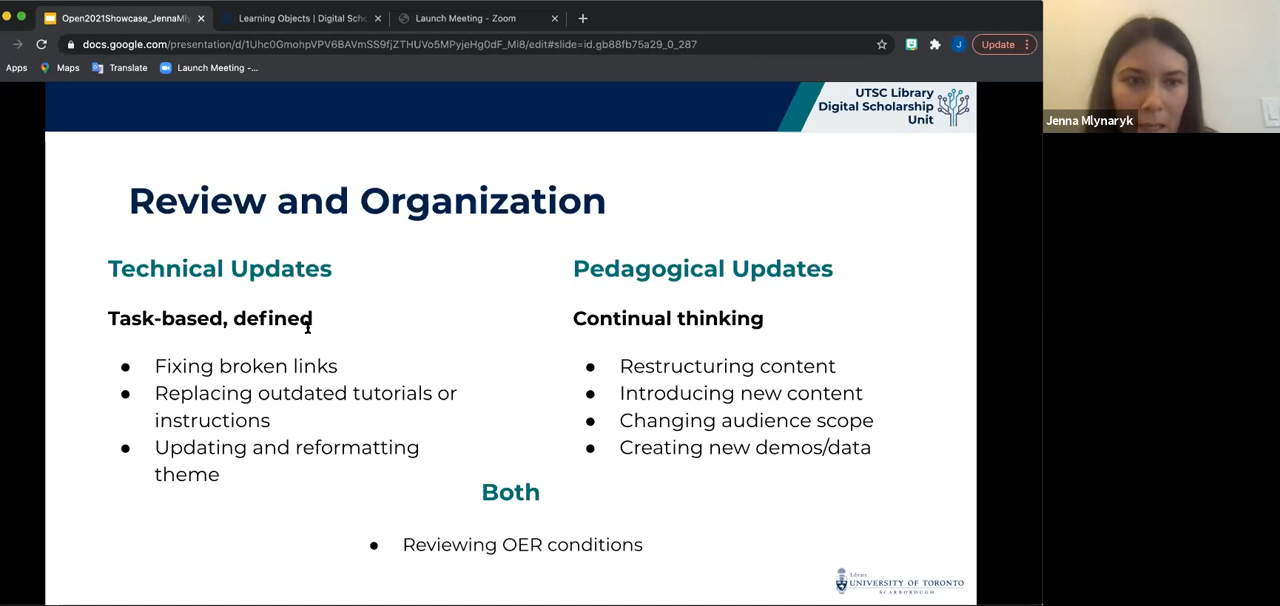 Open2021Showcase_JennaMly
Learning Objects | Digital Scho
Launch Meeting - Zoom
docs.google.com/presentation/d/1Uhc0GmohpVPV6BAVmSS9fjZTHUVo5MPyjeHg0dF_Mi8/edit#slide=id.gb88fb75a29_0_287
J
Update
Apps
Maps
Translate
Launch Meeting -...
UTSC Library
Digital Scholarship
Unit
Jenna Mlynaryk
Review and Organization
Technical Updates
Task-based, defined
● Fixing broken links
● Replacing outdated tutorials or
instructions
● Updating and reformatting
theme
Pedagogical Updates
Continual thinking
● Restructuring content
● Introducing new content
● Changing audience scope
● Creating new demos/data
Both
● Reviewing OER conditions
Library
UNIVERSITY OF TORONTO
SCARBOROUGH